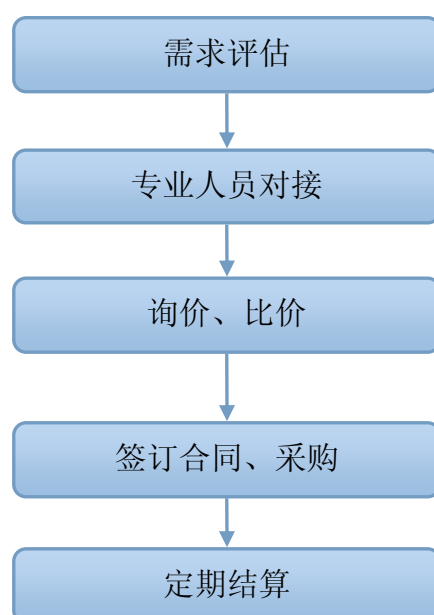 需求评估
专业人员对接
询价、比价
签订合同、采购
定期结算